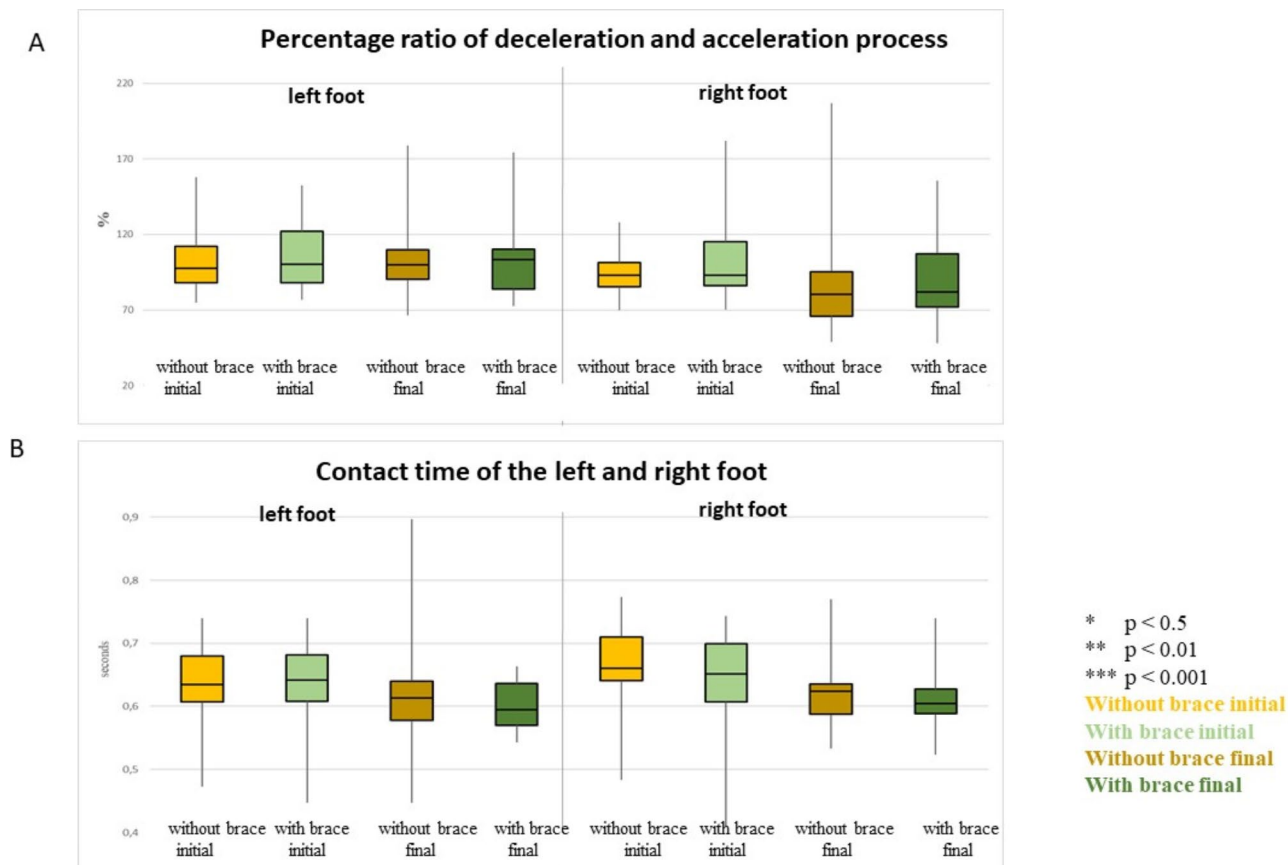 A
Percentage ratio of deceleration and acceleration process
220
left foot
right foot
170
%
120
70
without brace initial
with brace initial
without brace final
with brace final
without brace initial
with brace initial
without brace final
with brace final
20
B
Contact time of the left and right foot
0,9
left foot
right foot
0,8
0,7
seconds
0,6
0,5
0,4
without brace initial
with brace initial
without brace final
with brace final
without brace initial
with brace initial
without brace final
with brace final
* p < 0.5
** p < 0.01
*** p < 0.001
Without brace initial
With brace initial
Without brace final
With brace final